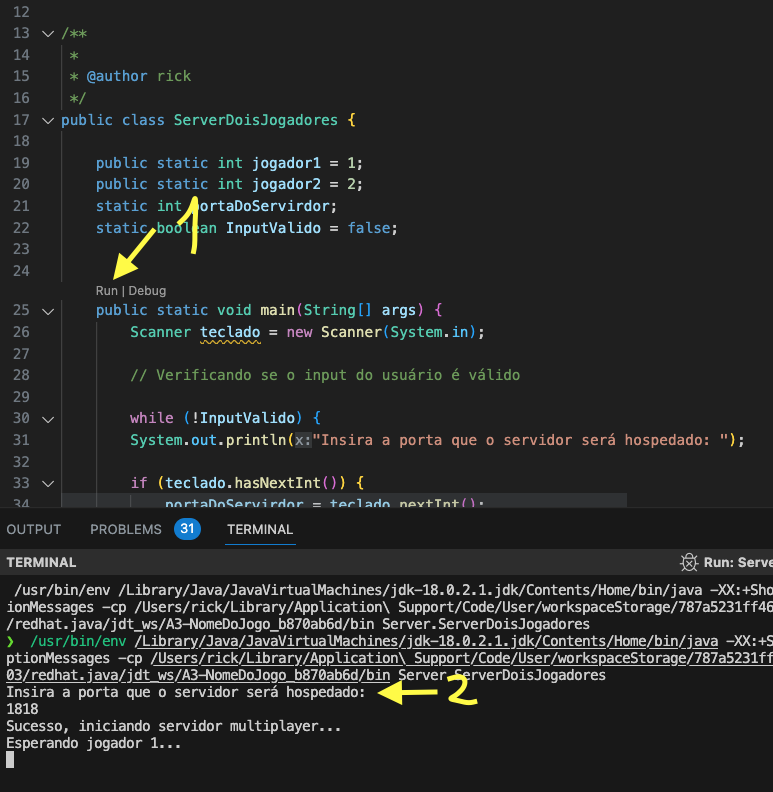 12
13 /**
14 *
15 * @author rick
16 */
17 public class ServerDoisJogadores {
18
19 public static int jogador1 = 1;
20 public static int jogador2 = 2;
21 static int portaDoServirdor;
22 static boolean InputValido = false;
23
24
1
Run | Debug
25 public static void main(String[] args) {
26 Scanner teclado = new Scanner(System.in);
27
28 // Verificando se o input do usuário é válido
29
30 while (!InputValido) {
31 System.out.println(x:"Insira a porta que o servidor será hospedado: ");
32
33 if (teclado.hasNextInt()) {
34 portaDoServirdor = teclado.nextInt();
OUTPUT PROBLEMS 31 TERMINAL
TERMINAL Run: Serve
/usr/bin/env /Library/Java/JavaVirtualMachines/jdk-18.0.2.1.jdk/Contents/Home/bin/java -XX:+Sho
ionMessages -cp /Users/rick/Library/Application\ Support/Code/User/workspaceStorage/787a5231ff46
/redhat.java/jdt_ws/A3-NomeDoJogo_b870ab6d/bin Server.ServerDoisJogadores
❯ /usr/bin/env /Library/Java/JavaVirtualMachines/jdk-18.0.2.1.jdk/Contents/Home/bin/java -XX:+S
ptionMessages -cp /Users/rick/Library/Application\ Support/Code/User/workspaceStorage/787a5231ff
03/redhat.java/jdt_ws/A3-NomeDoJogo_b870ab6d/bin Server.ServerDoisJogadores
Insira a porta que o servidor será hospedado: 2
1818
Sucesso, iniciando servidor multiplayer...
Esperando jogador 1...